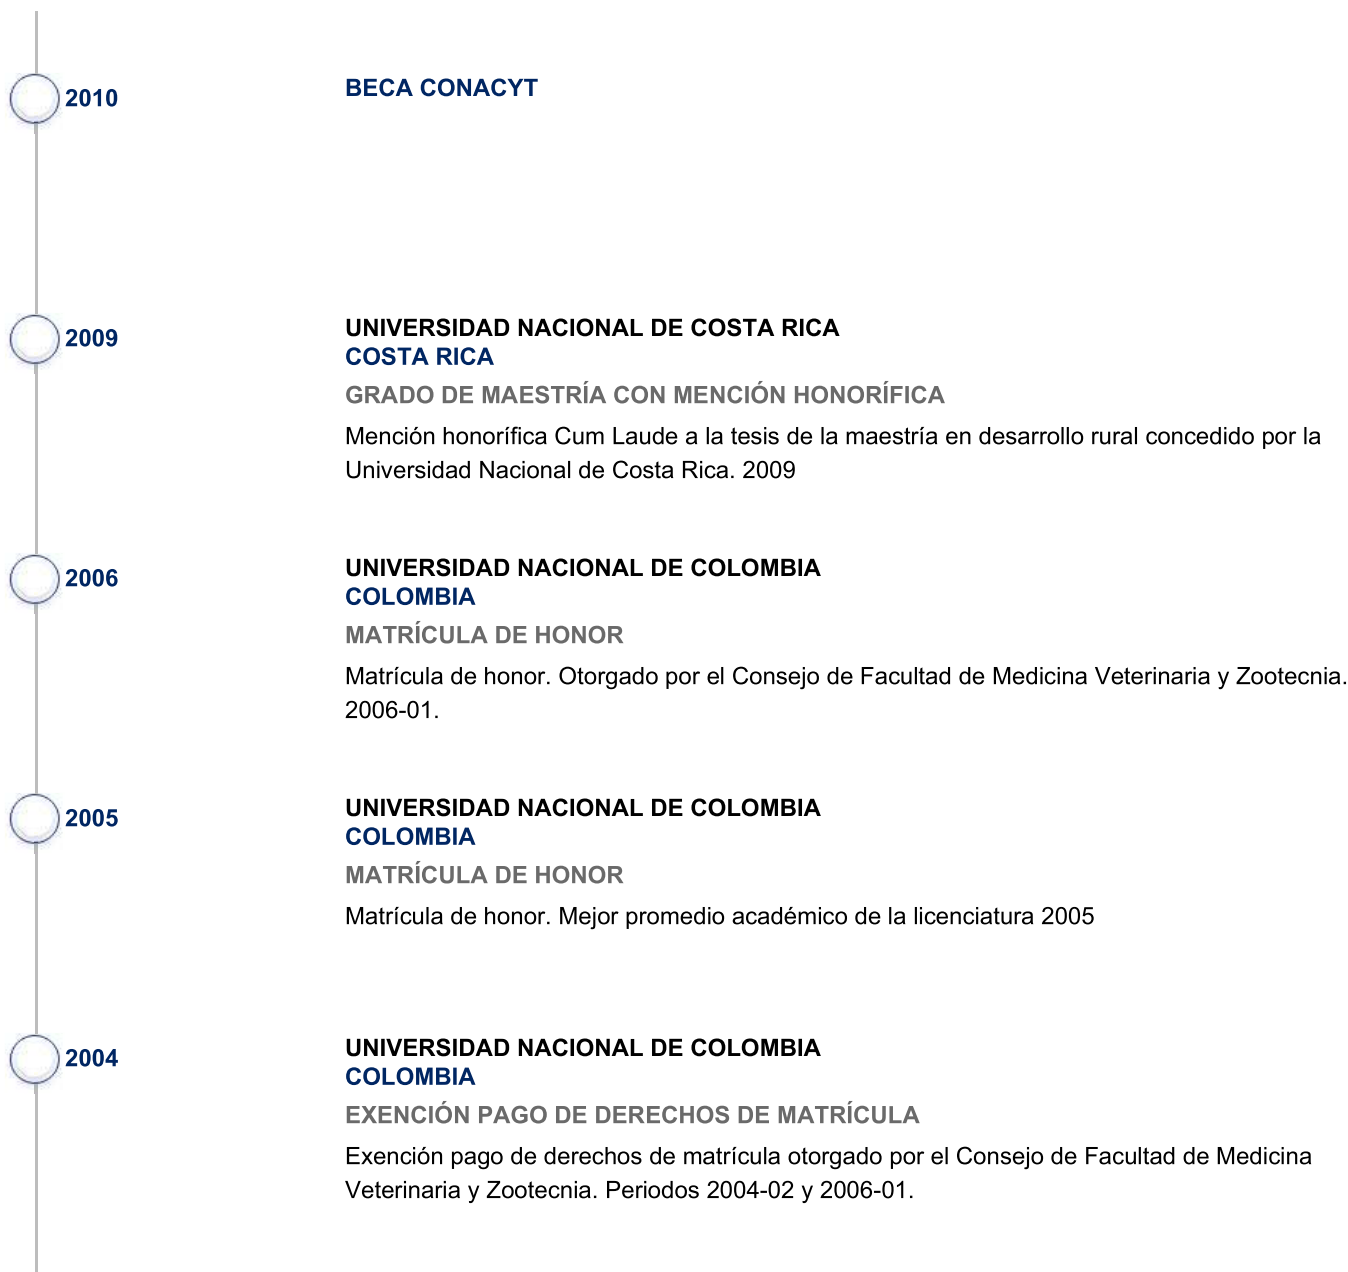 2010
BECA CONACYT
2009
UNIVERSIDAD NACIONAL DE COSTA RICA
COSTA RICA
GRADO DE MAESTRÍA CON MENCIÓN HONORÍFICA
Mención honorífica Cum Laude a la tesis de la maestría en desarrollo rural concedido por la
Universidad Nacional de Costa Rica. 2009
2006
UNIVERSIDAD NACIONAL DE COLOMBIA
COLOMBIA
MATRÍCULA DE HONOR
Matrícula de honor. Otorgado por el Consejo de Facultad de Medicina Veterinaria y Zootecnia.
2006-01.
2005
UNIVERSIDAD NACIONAL DE COLOMBIA
COLOMBIA
MATRÍCULA DE HONOR
Matrícula de honor. Mejor promedio académico de la licenciatura 2005
2004
UNIVERSIDAD NACIONAL DE COLOMBIA
COLOMBIA
EXENCIÓN PAGO DE DERECHOS DE MATRÍCULA
Exención pago de derechos de matrícula otorgado por el Consejo de Facultad de Medicina
Veterinaria y Zootecnia. Periodos 2004-02 y 2006-01.